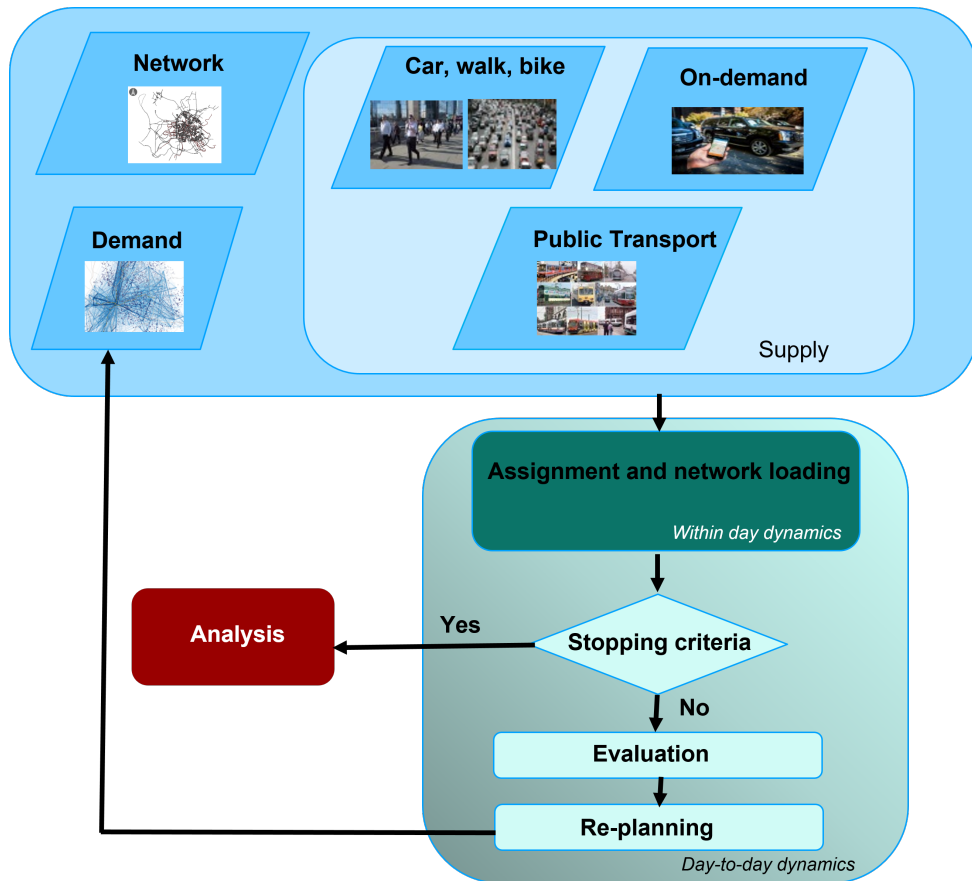 Network
Car, walk, bike
On-demand
Demand
Public Transport
Supply
Assignment and network loading
Within day dynamics
Stopping criteria
Yes
Analysis
No
Evaluation
Re-planning
Day-to-day dynamics